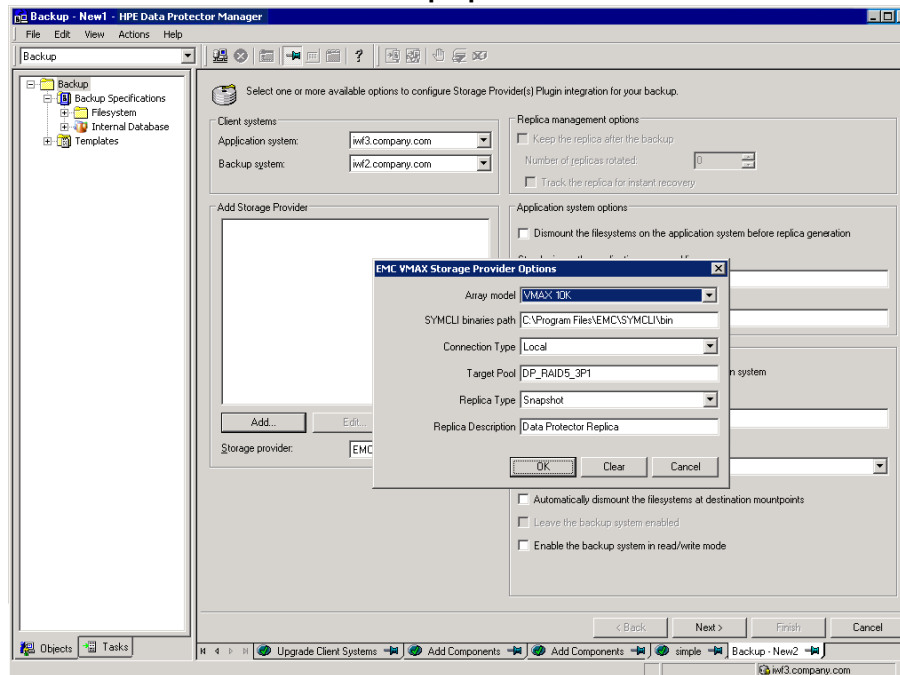 Backup - New1 - HPE Data Protector Manager
File Edit View Actions Help
Backup
Backup
Backup Specifications
Filesystem
Internal Database
Templates
Select one or more available options to configure Storage Provider(s) Plugin integration for your backup.
Client systems
Application system: iwf3.company.com
Backup system: iwf2.company.com
Replica management options
Keep the replica after the backup
Number of replicas rotated: 0
Track the replica for instant recovery
Add Storage Provider
Application system options
Dismount the filesystems on the application system before replica generation
EMC VMAX Storage Provider Options
Array model VMAX 10K
SYMCLI binaries path C:\Program Files\EMC\SYMCLI\bin
Connection Type Local
Target Pool DP_RAID5_3P1
Replica Type Snapshot
Replica Description Data Protector Replica
OK Clear Cancel
n system
Add... Edit...
Storage provider: EMC
Automatically dismount the filesystems at destination mountpoints
Leave the backup system enabled
Enable the backup system in read/write mode
< Back Next > Finish Cancel
Objects Tasks
Upgrade Client Systems Add Components Add Components simple Backup - New2
iwf3.company.com